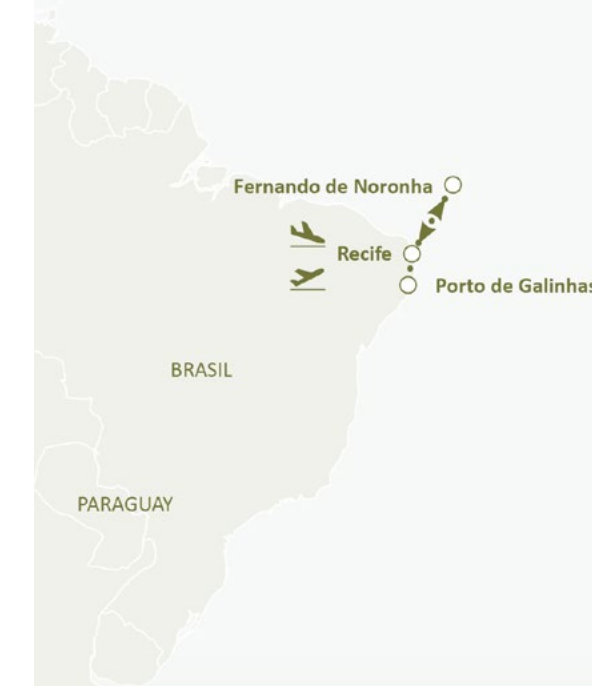 Fernando de Noronha
Recife
Porto de Galinhas
BRASIL
PARAGUAY